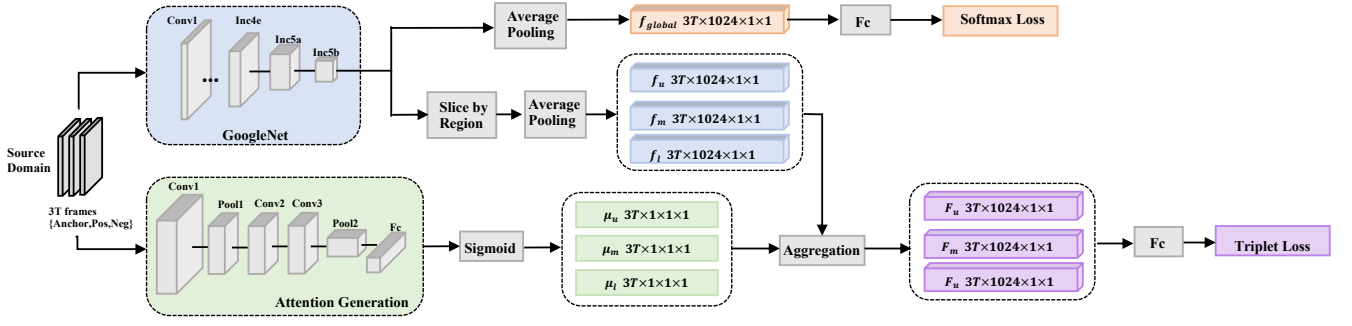 Conv1
Inc4e
Inc5a
Inc5b
...
GoogleNet
Average
Pooling
f_global 3T×1024×1×1
Fc
Softmax Loss
Slice by
Region
Average
Pooling
f_u 3T×1024×1×1
f_m 3T×1024×1×1
f_l 3T×1024×1×1
Source
Domain
3T frames
{Anchor,Pos,Neg}
Conv1
Pool1
Conv2
Conv3
Pool2
Fc
Attention Generation
Sigmoid
μ_u 3T×1×1×1
μ_m 3T×1×1×1
μ_l 3T×1×1×1
Aggregation
F_u 3T×1024×1×1
F_m 3T×1024×1×1
F_u 3T×1024×1×1
Fc
Triplet Loss